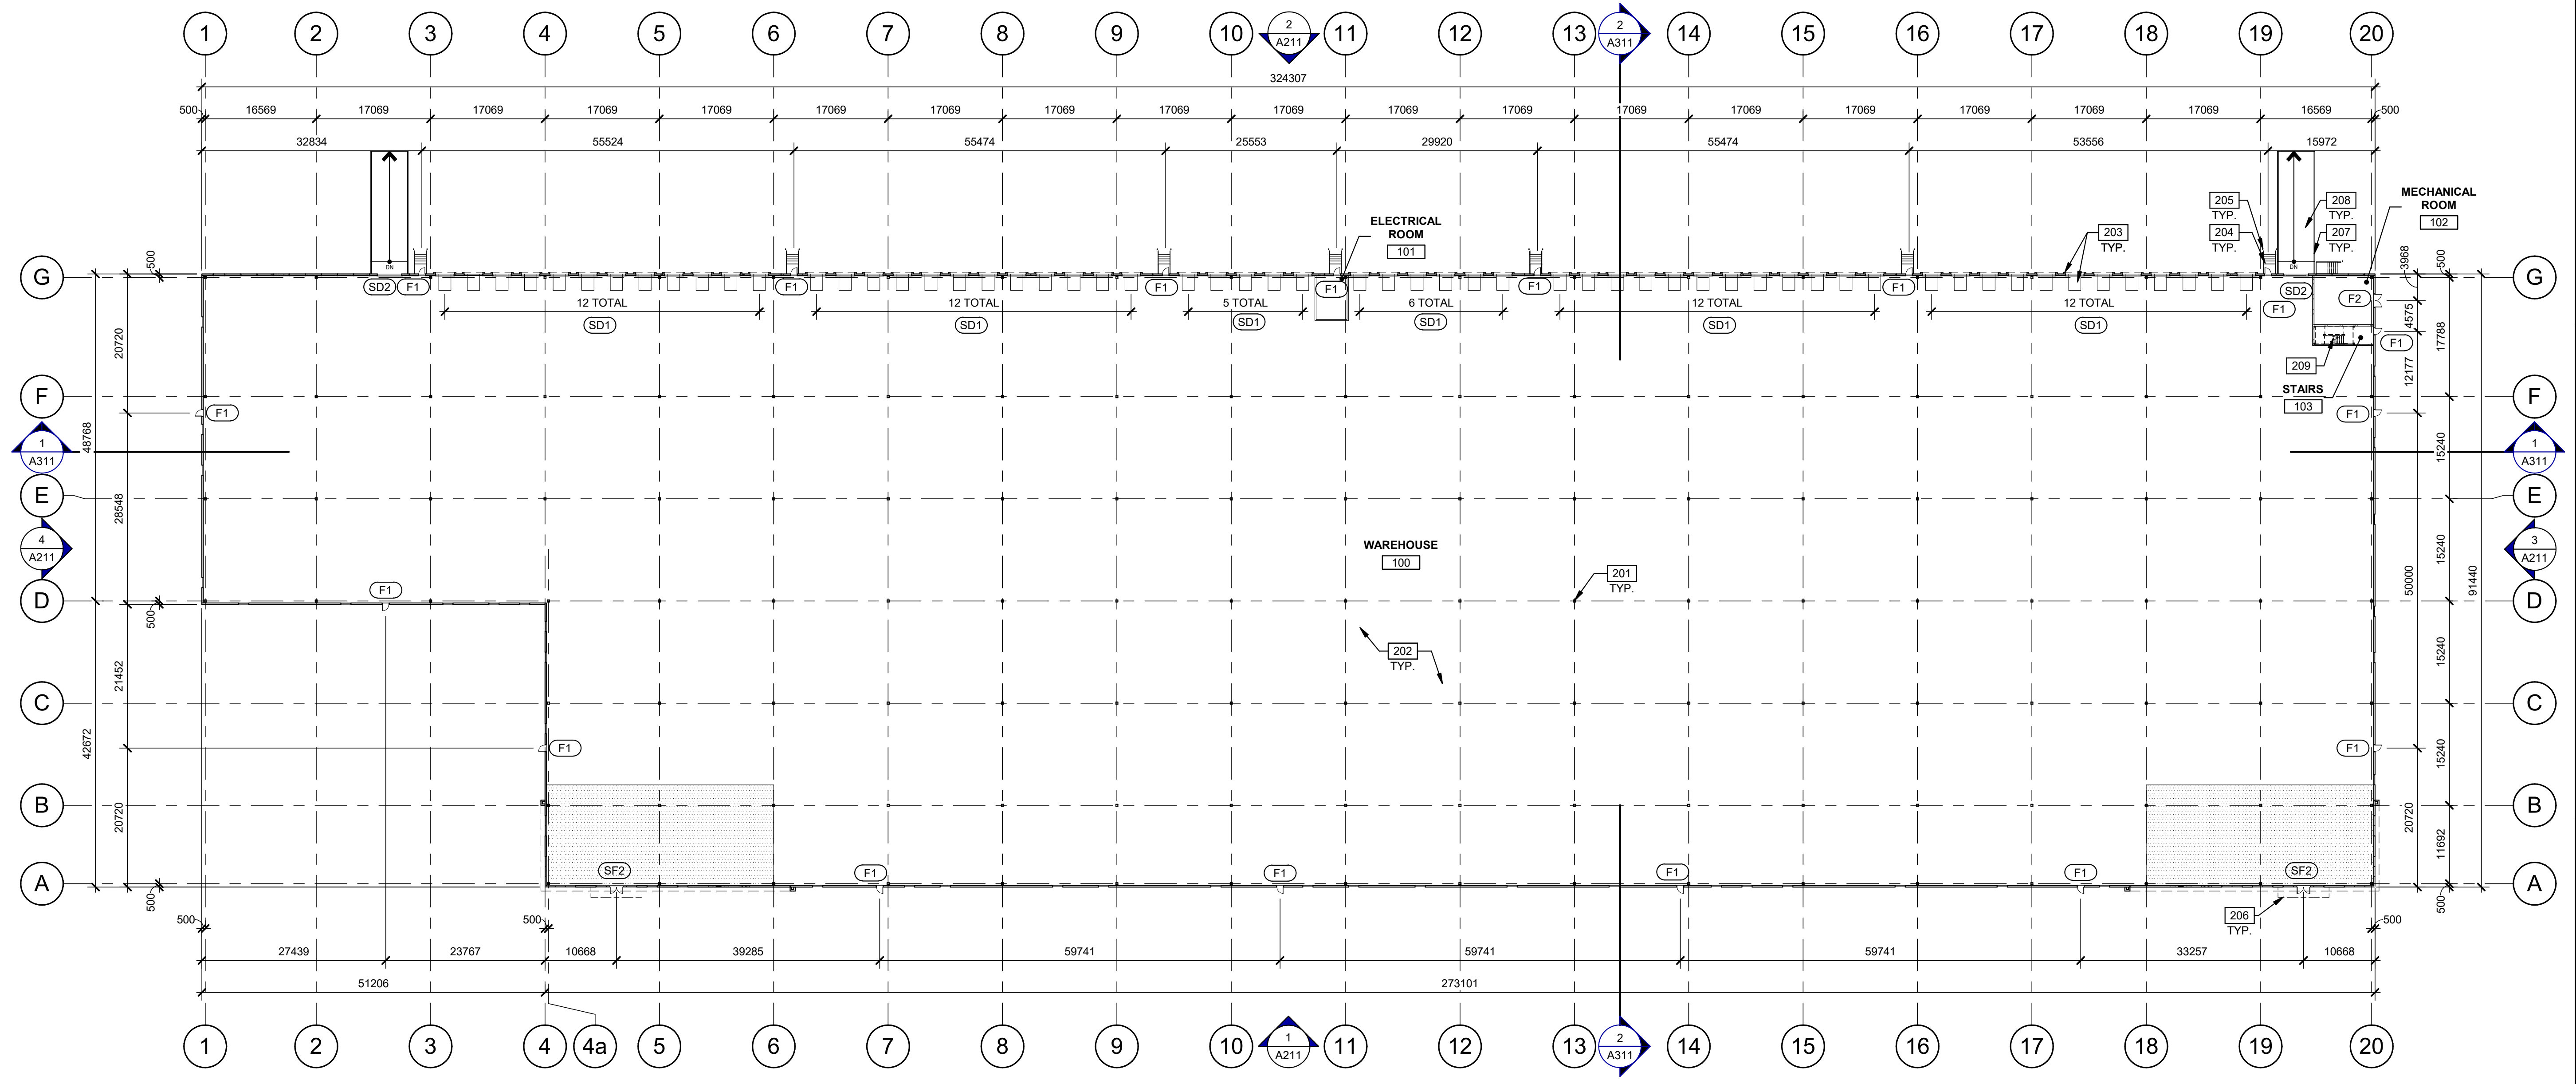 1 2 3 4 5 6 7 8 9 10 2 11 12 13 2 14 15 16 17 18 19 20
A211 A311
324307
500 16569 17069 17069 17069 17069 17069 17069 17069 17069 17069 17069 17069 17069 17069 17069 17069 17069 17069 16569 500
32834 55524 55474 25553 29920 55474 53556 15972
MECHANICAL
ROOM
102
205 208
TYP. TYP.
204 207
TYP. TYP.
203
TYP.
ELECTRICAL
ROOM
101
500 3968 500
DN DN
G G
SD2 F1 F1 F1 F1 F1 F1 SD2 F2
F1
12 TOTAL 12 TOTAL 5 TOTAL 6 TOTAL 12 TOTAL 12 TOTAL
SD1 SD1 SD1 SD1 SD1 SD1
4575
F1
20720 17788
209
12177
STAIRS
103
F F
F1 F1
48768
1 1
A311 A311
15240
E E
28548
4 3
A211 A211
15240
WAREHOUSE
100
201
TYP.
F1
50000 91440
D D
500
202
TYP.
21452 15240
C C
42672
F1 F1
15240
B B
20720 20720
11692
SF2 F1 F1 F1 F1 SF2
A A
500 500
206
TYP.
500 500 500
27439 23767 10668 39285 59741 59741 59741 33257 10668
51206 273101
1 2 3 4 4a 5 6 7 8 9 10 1 11 12 13 2 14 15 16 17 18 19 20
A211 A311